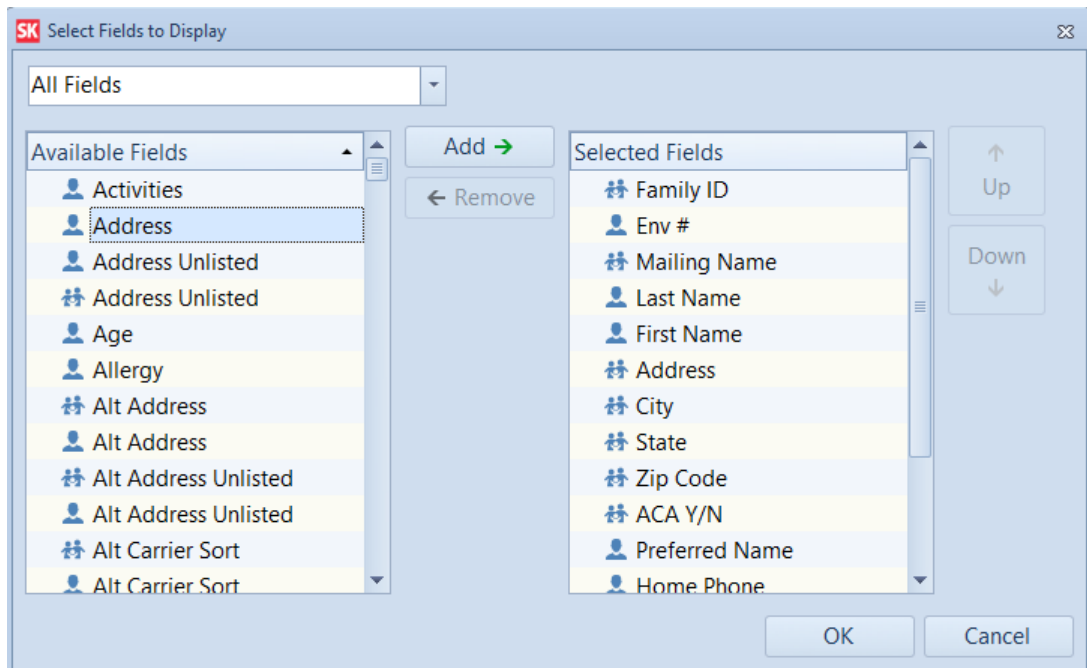 SK Select Fields to Display
All Fields
Available Fields
Activities
Address
Address Unlisted
Address Unlisted
Age
Allergy
Alt Address
Alt Address
Alt Address Unlisted
Alt Address Unlisted
Alt Carrier Sort
Alt Carrier Sort
Add →
← Remove
Selected Fields
Family ID
Env #
Mailing Name
Last Name
First Name
Address
City
State
Zip Code
ACA Y/N
Preferred Name
Home Phone
↑
Up
Down
↓
OK
Cancel